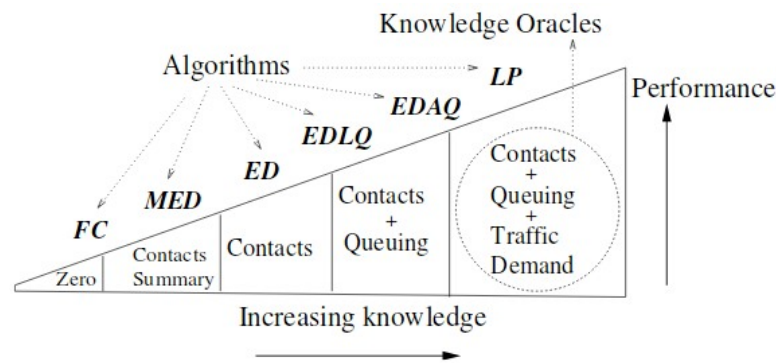 Knowledge Oracles
Algorithms
LP
Performance
EDAQ
EDLQ
ED
MED
FC
Zero
Contacts
Summary
Contacts
Contacts
+
Queuing
Contacts
+
Queuing
+
Traffic
Demand
Increasing knowledge